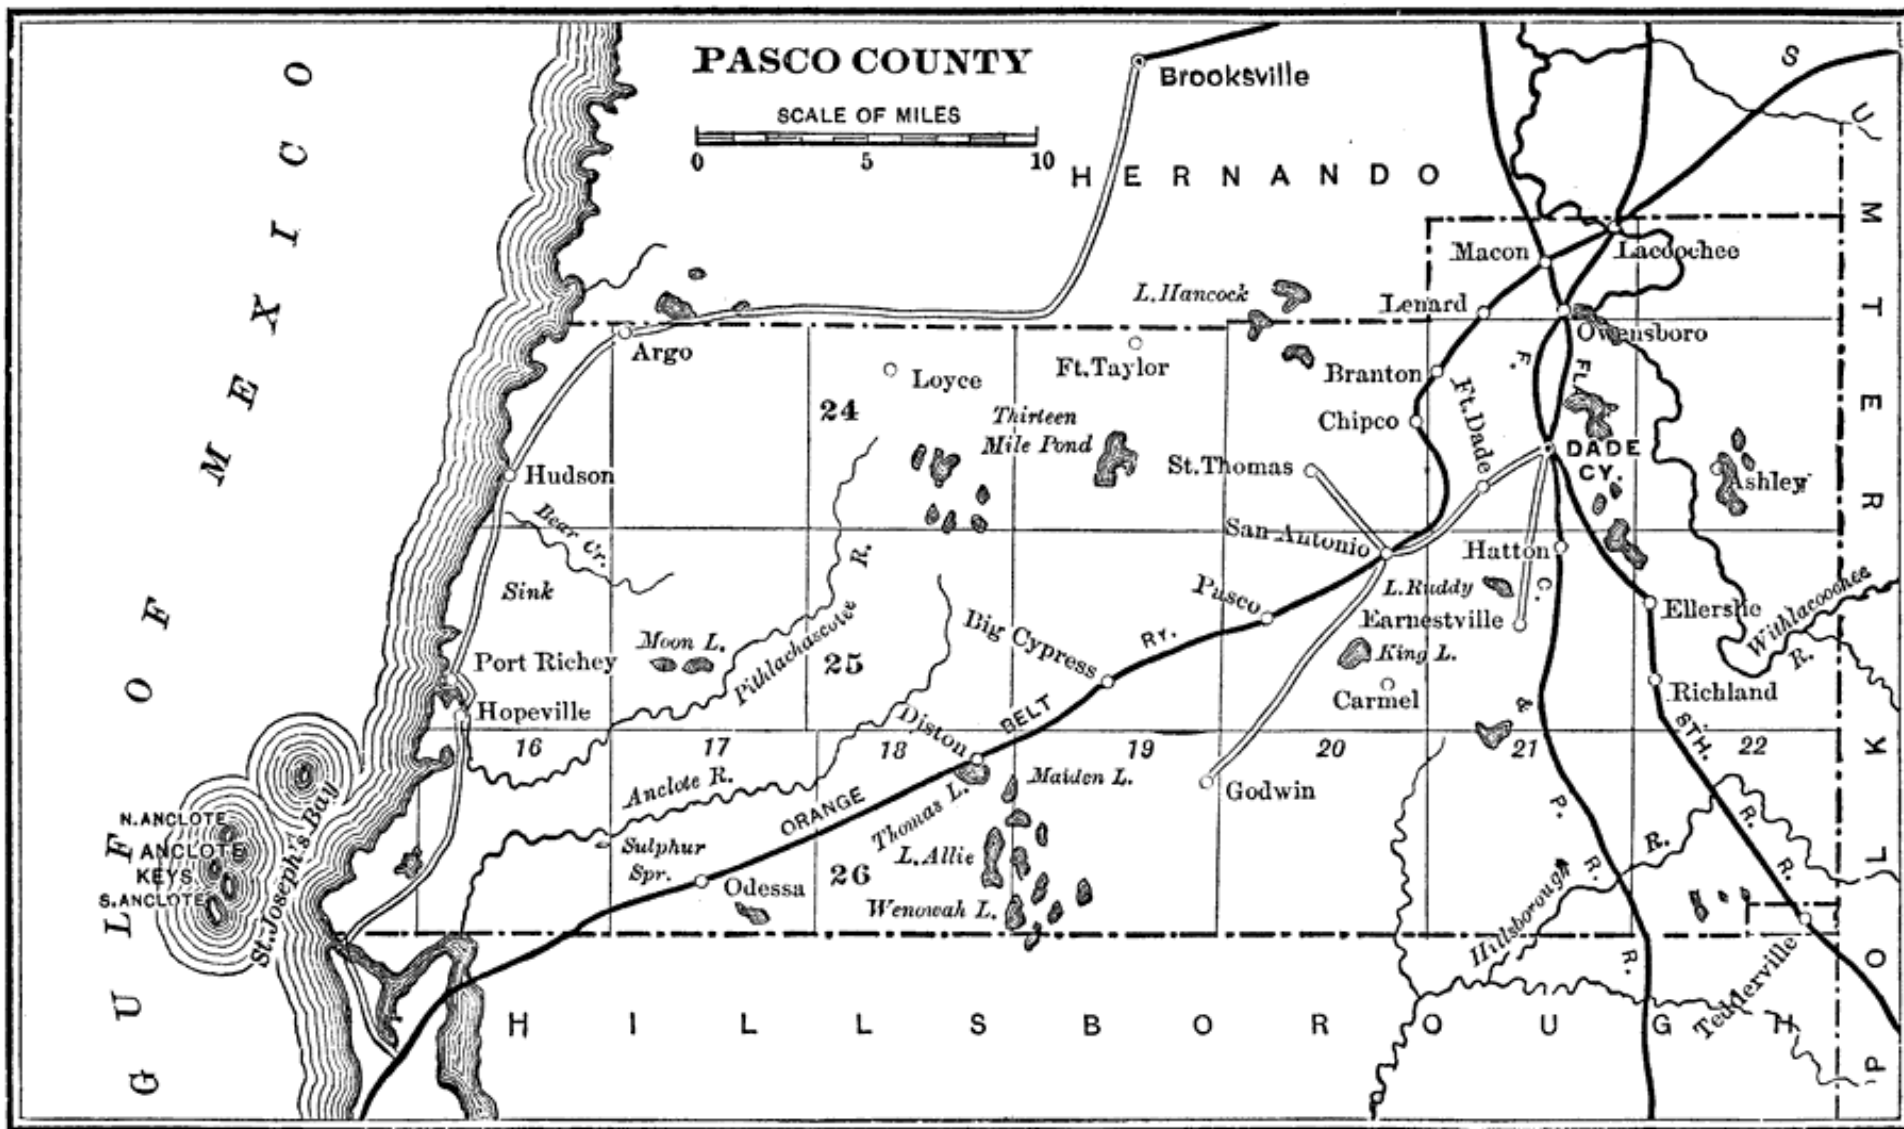 PASCO COUNTY
SCALE OF MILES
0 5 10
GULF OF MEXICO
Brooksville
HERNANDO
SUMTER
POLK
Macon
Lacoochee
L. Hancock
Lenard
Owensboro
Argo
Loyce
Ft. Taylor
Branton
Ft. Dade
F.
FLA
24
Thirteen
Mile Pond
Chipco
St. Thomas
DADE
CY.
Ashley
Hudson
Bear Cr.
R.
San Antonio
Hatton
Sink
L. Ruddy
C.
Pasco
Earnestville
Ellerslie
Withlacoochee
R.
Moon L.
Pithlachascotee
25
Big Cypress
RY.
King L.
Port Richey
Carmel
Richland
Hopeville
Diston
BELT
&
STH.
16
17
18
19
20
21
22
Anclote R.
ORANGE
Maiden L.
Godwin
P.
N. ANCLOTE
ANCLOTE
KEYS
S. ANCLOTE
St. Joseph's Bay
Sulphur
Spr.
Thomas L.
L. Allie
Odessa
26
Wenowah L.
Hillsborough
R.
R.
R.
R.
Tedderville
HILLSBOROUGH